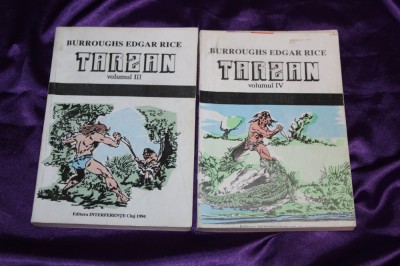 BURROUGHS EDGAR RICE
TARZAN
volumul III
Editura INTERFERENȚE Cluj 1994
BURROUGHS EDGAR RICE
TARZAN
volumul IV